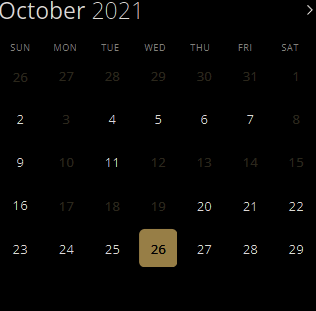 October 2021
SUN MON TUE WED THU FRI SAT
26 27 28 29 30 31 1
2 3 4 5 6 7 8
9 10 11 12 13 14 15
16 17 18 19 20 21 22
23 24 25 26 27 28 29